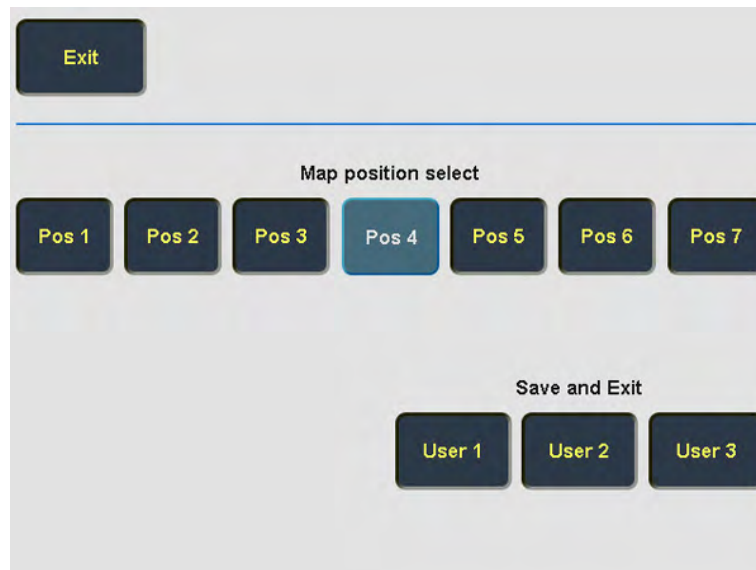 Exit
Map position select
Pos 1 Pos 2 Pos 3 Pos 4 Pos 5 Pos 6 Pos 7
Save and Exit
User 1 User 2 User 3